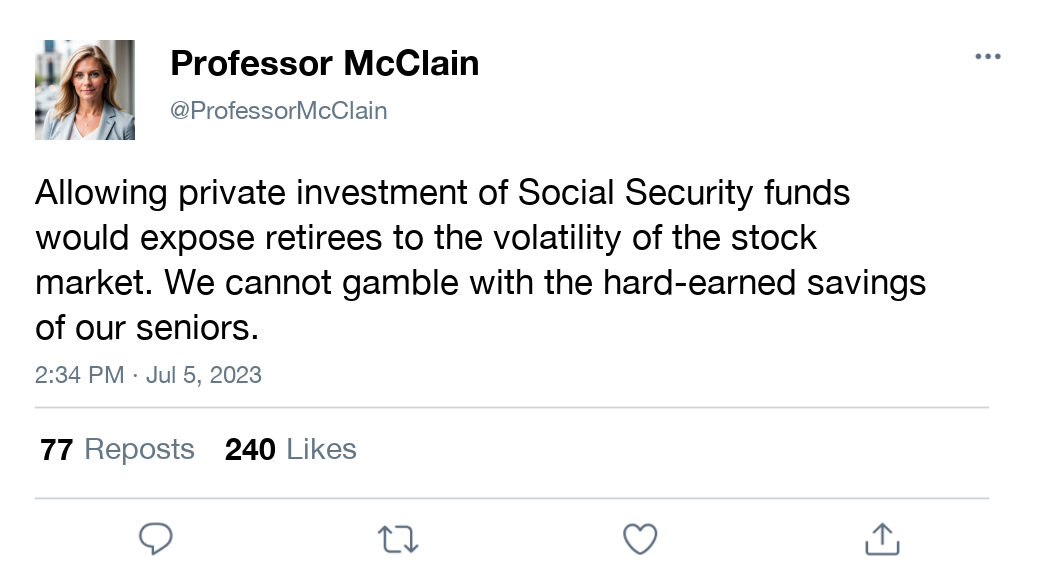 Professor McClain
@ProfessorMcClain
Allowing private investment of Social Security funds
would expose retirees to the volatility of the stock
market. We cannot gamble with the hard-earned savings
of our seniors.
2:34 PM · Jul 5, 2023
77 Reposts 240 Likes